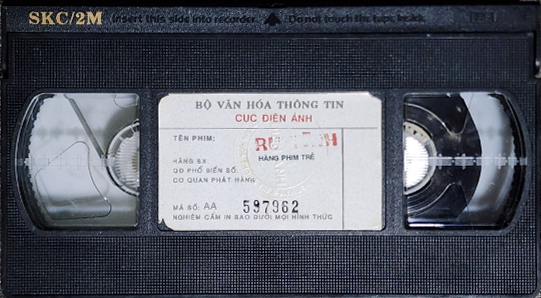 SKC/2M Insert this side into recorder. Do not touch the tape inside.
BỘ VĂN HÓA THÔNG TIN
CỤC ĐIỆN ẢNH
TÊN PHIM:
HÃNG PHIM TRẺ
HÃNG SX:
QĐ PHỔ BIẾN SỐ:
CƠ QUAN PHÁT HÀNH
MÃ SỐ: AA 597962
NGHIÊM CẤM IN SAO DƯỚI MỌI HÌNH THỨC